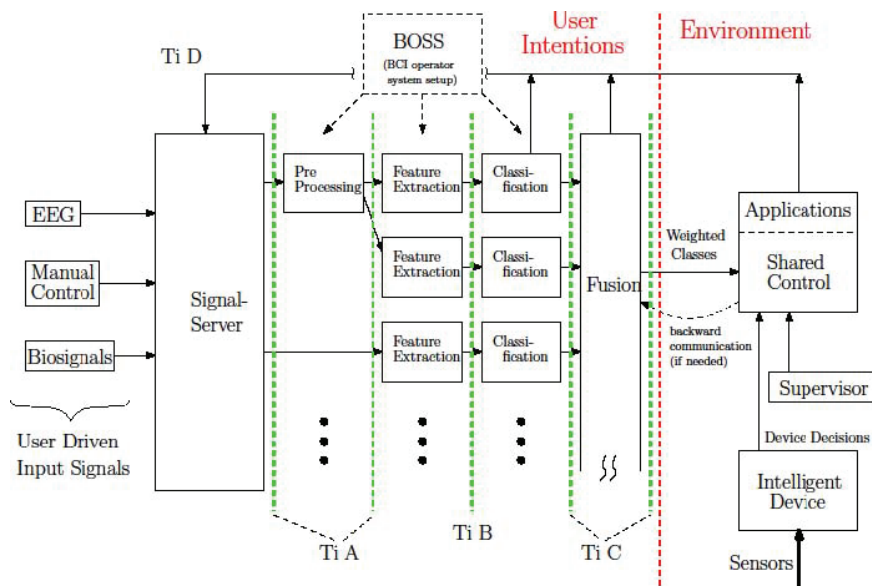 User
Intentions
Environment
BOSS
(BCI operator
system setup)
Ti D
Pre
Processing
Feature
Extraction
Classi-
fication
EEG
Manual
Control
Biosignals
Signal-
Server
Feature
Extraction
Classi-
fication
Feature
Extraction
Classi-
fication
Fusion
Weighted
Classes
Applications
Shared
Control
backward
communication
(if needed)
Supervisor
User Driven
Input Signals
Device Decisions
Intelligent
Device
Ti A
Ti B
Ti C
Sensors